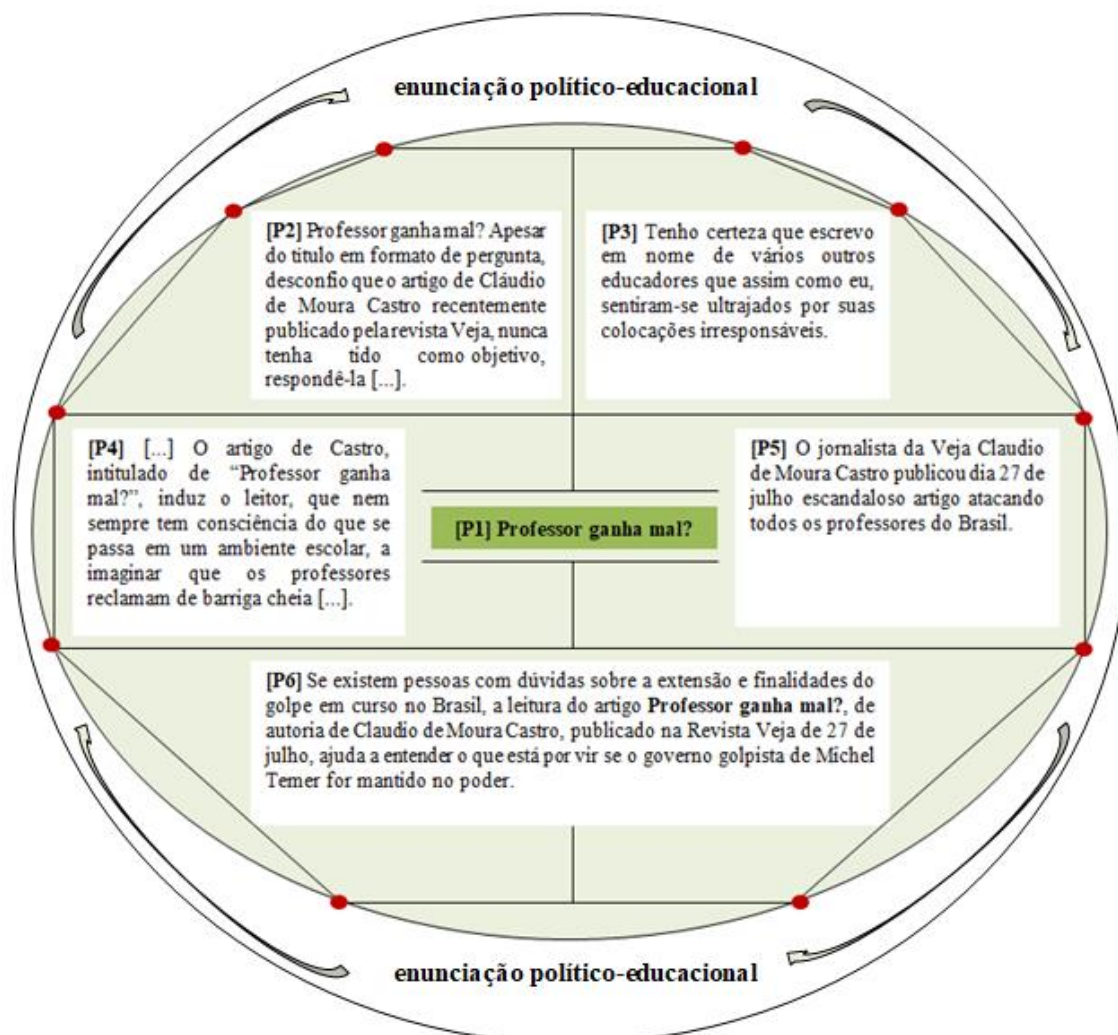 enunciação político-educacional
[P2] Professor ganha mal? Apesar
do título em formato de pergunta,
desconfio que o artigo de Cláudio
de Moura Castro recentemente
publicado pela revista Veja, nunca
tenha tido como objetivo,
respondê-la [...].
[P3] Tenho certeza que escrevo
em nome de vários outros
educadores que assim como eu,
sentiram-se ultrajados por suas
colocações irresponsáveis.
[P4] [...] O artigo de Castro,
intitulado de “Professor ganha
mal?”, induz o leitor, que nem
sempre tem consciência do que se
passa em um ambiente escolar, a
imaginar que os professores
reclamam de barriga cheia [...].
[P1] Professor ganha mal?
[P5] O jornalista da Veja Claudio
de Moura Castro publicou dia 27 de
julho escandaloso artigo atacando
todos os professores do Brasil.
[P6] Se existem pessoas com dúvidas sobre a extensão e finalidades do
golpe em curso no Brasil, a leitura do artigo Professor ganha mal?, de
autoria de Claudio de Moura Castro, publicado na Revista Veja de 27 de
julho, ajuda a entender o que está por vir se o governo golpista de Michel
Temer for mantido no poder.
enunciação político-educacional